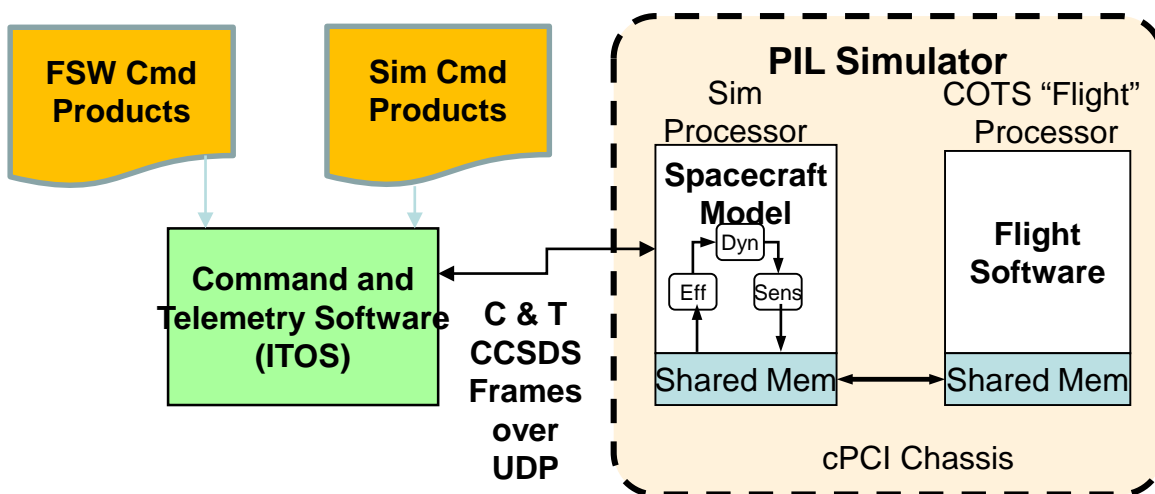 FSW Cmd
Products
Sim Cmd
Products
Command and
Telemetry Software
(ITOS)
C & T
CCSDS
Frames
over
UDP
PIL Simulator
Sim
Processor
COTS “Flight”
Processor
Spacecraft
Model
Dyn
Eff
Sens
Shared Mem
Flight
Software
Shared Mem
cPCI Chassis